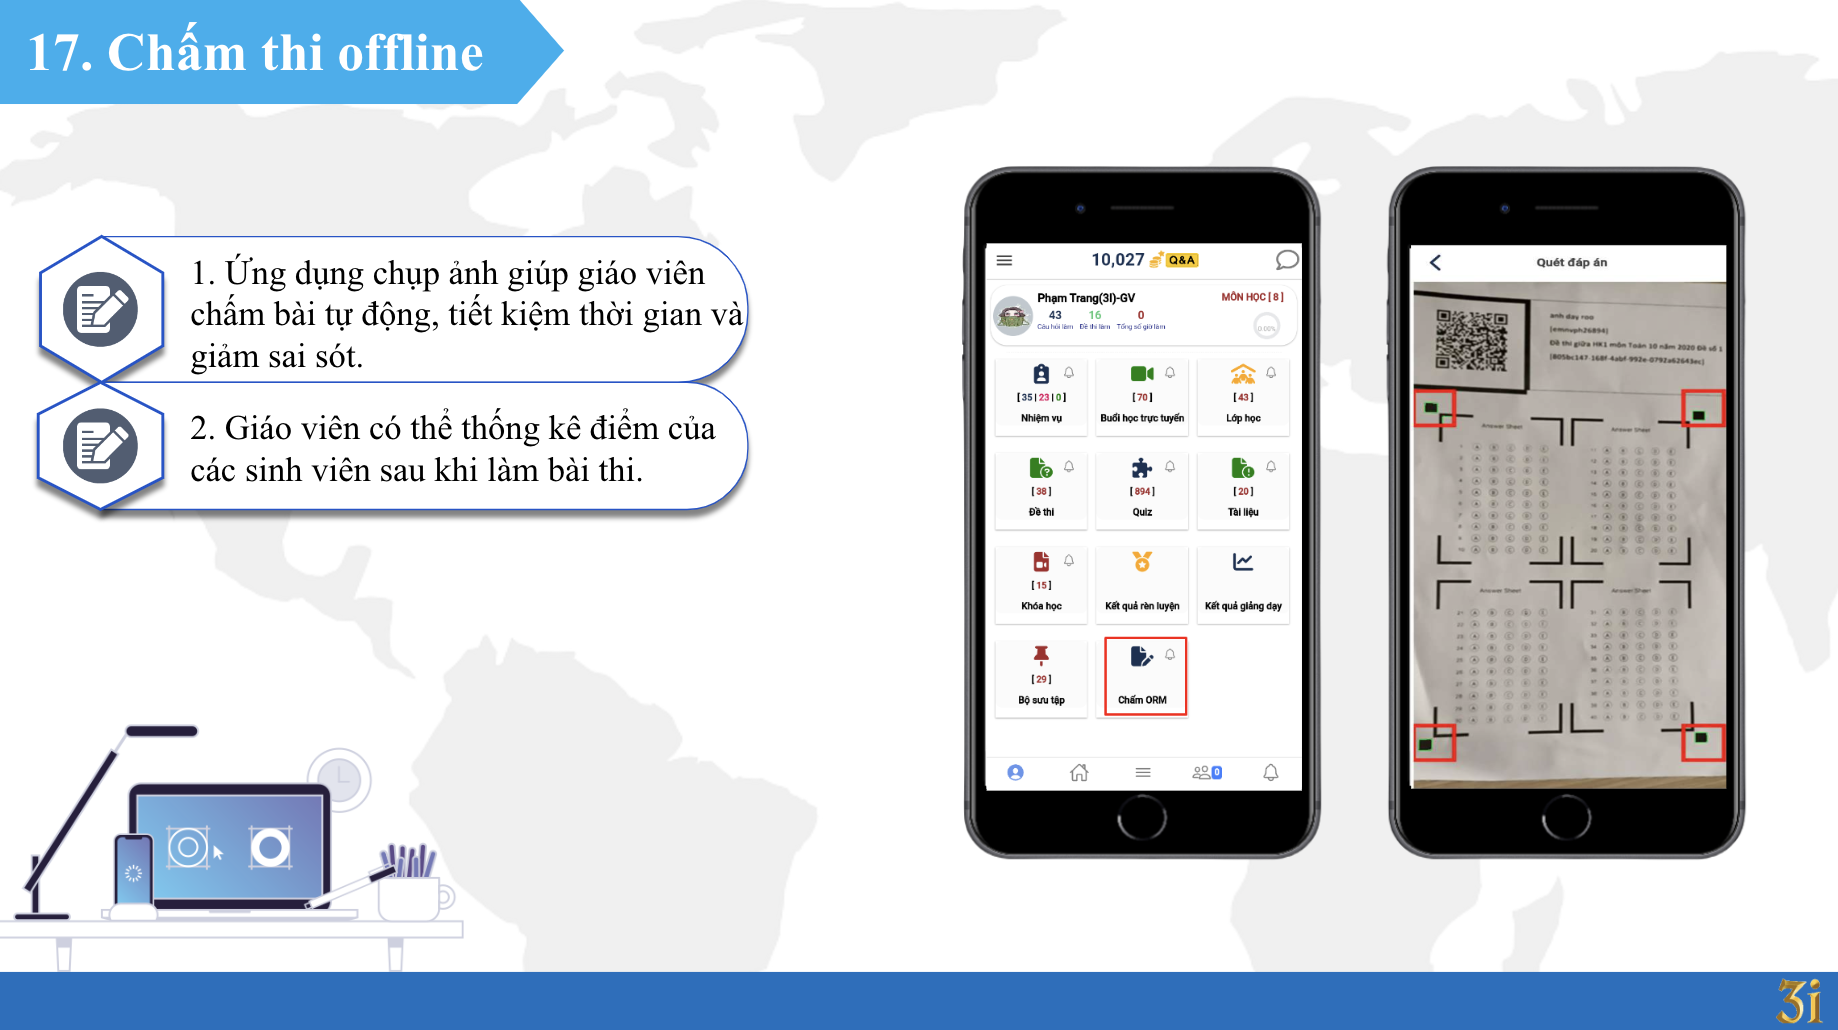 17. Chấm thi offline
1. Ứng dụng chụp ảnh giúp giáo viên
chấm bài tự động, tiết kiệm thời gian và
giảm sai sót.
2. Giáo viên có thể thống kê điểm của
các sinh viên sau khi làm bài thi.
10,027 Q&A
Phạm Trang(3I)-GV
MÔN HỌC [ 8 ]
43 16 0
Câu hỏi làm Đề thi làm Tổng số giờ làm
0.00%
[ 35 | 23 | 0 ] [ 70 ] [ 43 ]
Nhiệm vụ Buổi học trực tuyến Lớp học
[ 38 ] [ 894 ] [ 20 ]
Đề thi Quiz Tài liệu
[ 15 ]
Khóa học Kết quả rèn luyện Kết quả giảng dạy
[ 29 ]
Bộ sưu tập Chấm ORM
0
Quét đáp án
anh day roo
[emnvph26894]
Đề thi giữa HK1 môn Toán 10 năm 2020 Đề số 1
[805bc147-168f-4abf-992e-0792a62643ec]
Answer Sheet Answer Sheet
Answer Sheet Answer Sheet
3i